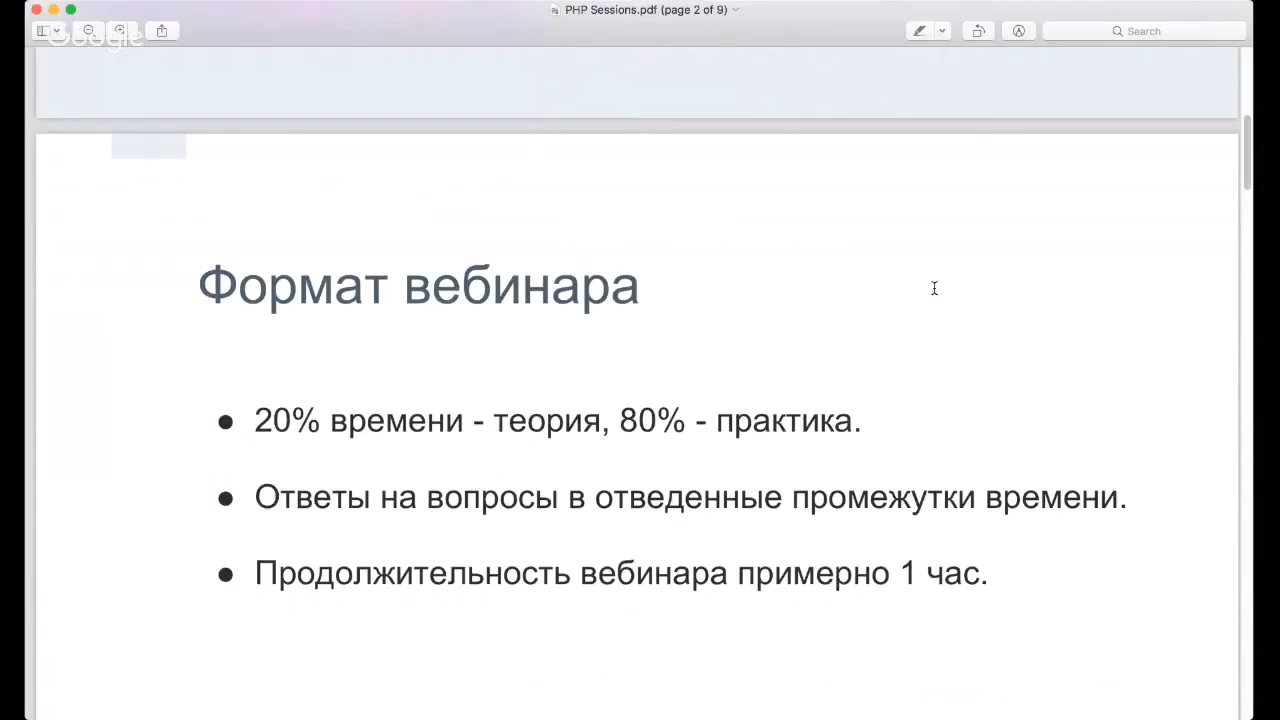 PHP Sessions.pdf (page 2 of 9)
Google
Search
Формат вебинара
● 20% времени - теория, 80% - практика.
● Ответы на вопросы в отведенные промежутки времени.
● Продолжительность вебинара примерно 1 час.